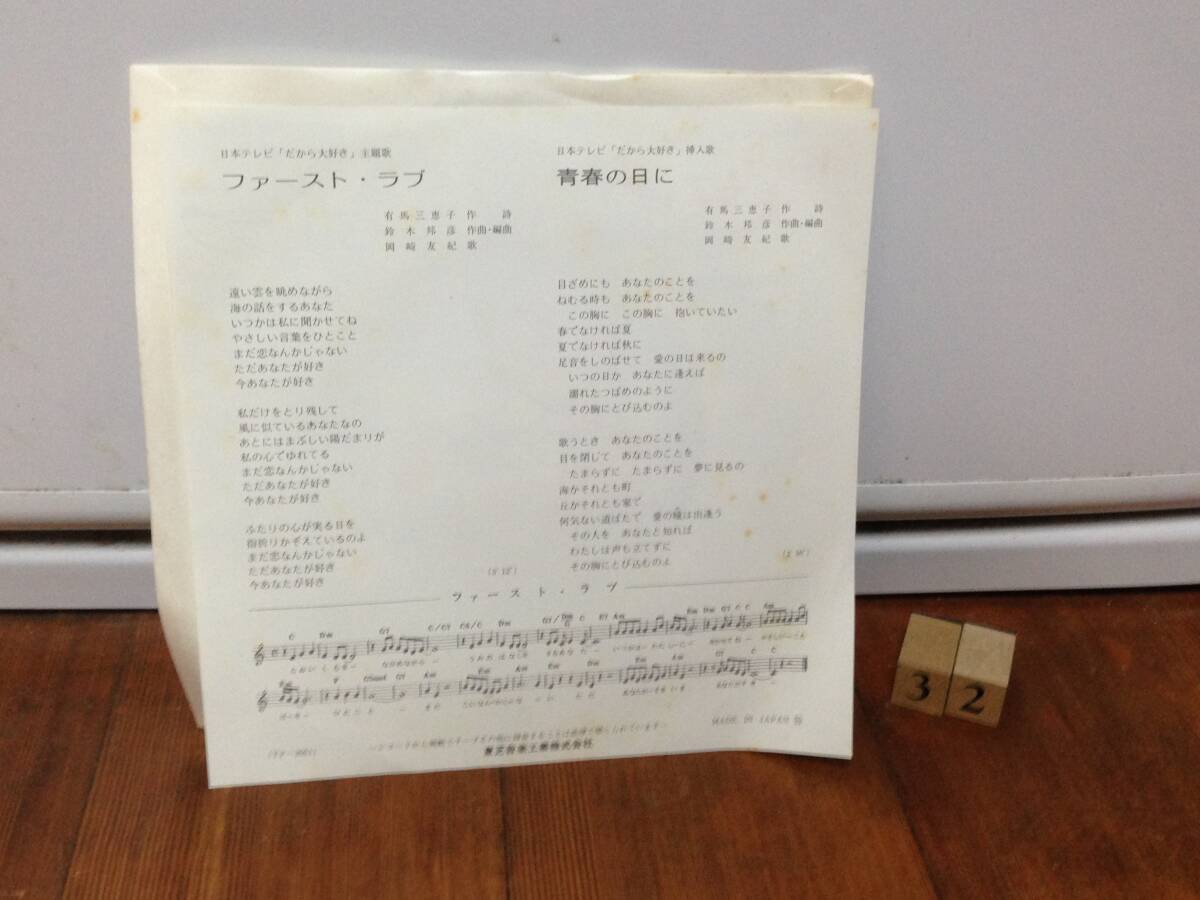 日本テレビ「だから大好き」主題歌
ファースト・ラブ
有馬三恵子 作詩
鈴木邦彦 作曲・編曲
岡崎友紀 歌
遠い雲を眺めながら
海の話をするあなた
いつかは私に聞かせてね
やさしい言葉をひとこと
まだ恋なんかじゃない
ただあなたが好き
今あなたが好き
私だけをとり残して
風に似ているあなたなの
あとにはまぶしい陽だまりが
私の心でゆれてる
まだ恋なんかじゃない
ただあなたが好き
今あなたが好き
ふたりの心が実る日を
指折りかぞえているのよ
まだ恋なんかじゃない
ただあなたが好き
今あなたが好き
日本テレビ「だから大好き」挿入歌
青春の日に
有馬三恵子 作詩
鈴木邦彦 作曲・編曲
岡崎友紀 歌
目ざめにも あなたのことを
ねむる時も あなたのことを
この胸に この胸に 抱いていたい
春でなければ夏
夏でなければ秋に
足音をしのばせて 愛の日は来るの
いつの日か あなたに逢えば
濡れたつばめのように
その胸にとび込むのよ
歌うとき あなたのことを
目を閉じて あなたのことを
たまらずに たまらずに 夢に見るの
海かそれとも町
丘かそれとも家で
何気ない道ばたで 愛の瞳は出逢う
その人を あなたと知れば
わたしは声も立てずに
その胸にとび込むのよ
ファースト・ラブ
MADE IN JAPAN
東芝音楽工業株式会社
3 2